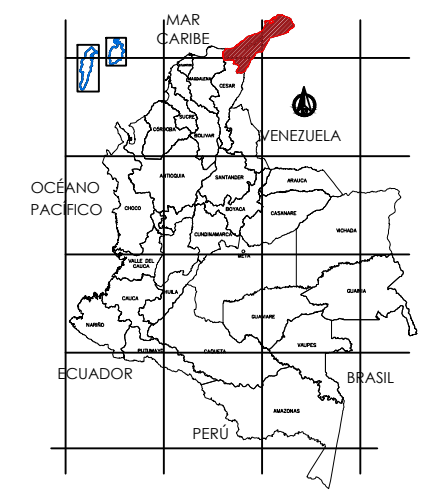 MAR
CARIBE
MAGDALENA
CESAR
SUCRE
CORDOBA
BOLIVAR
VENEZUELA
ANTIOQUIA
SANTANDER
ARAUCA
OCÉANO
PACÍFICO
CHOCO
BOYACA
CASANARE
CUNDINAMARCA
VICHADA
META
VALLE DEL
CAUCA
HUILA
CAUCA
GUAINIA
NARIÑO
GUAVIARE
PUTUMAYO
CAQUETA
VAUPES
ECUADOR
BRASIL
AMAZONAS
PERÚ